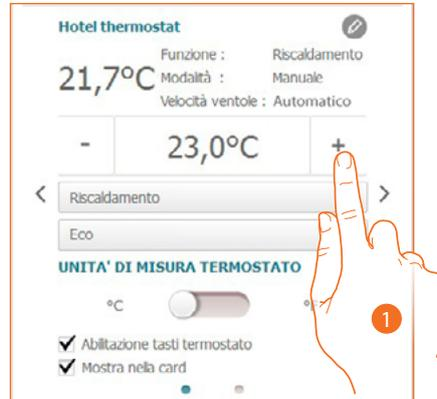 Hotel thermostat
21,7°C
Funzione : Riscaldamento
Modalità : Manuale
Velocità ventole : Automatico
- 23,0°C +
Riscaldamento
Eco
UNITA' DI MISURA TERMOSTATO
°C
Abilitazione tasti termostato
Mostra nella card
1